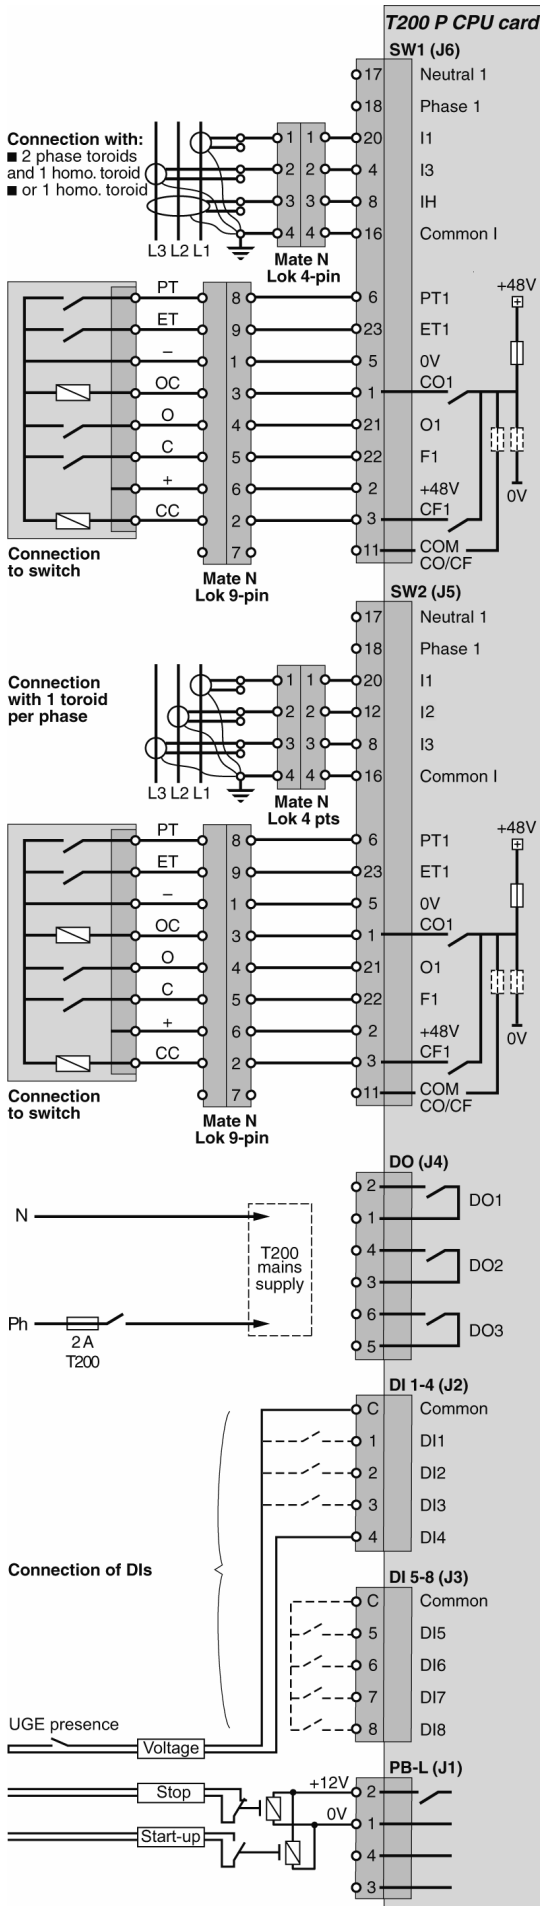 T200 P CPU card
SW1 (J6)
17 Neutral 1
18 Phase 1
Connection with:
■ 2 phase toroids
and 1 homo. toroid
■ or 1 homo. toroid
1 1 20 I1
2 2 4 I3
3 3 8 IH
4 4 16 Common I
L3 L2 L1
Mate N
Lok 4-pin
+48V
PT 8 6 PT1
ET 9 23 ET1
– 1 5 0V
OC 3 1 CO1
O 4 21 O1
C 5 22 F1
+ 6 2 +48V
0V
CC 2 3 CF1
7 11 COM
CO/CF
Connection
to switch
Mate N
Lok 9-pin
SW2 (J5)
17 Neutral 1
18 Phase 1
Connection
with 1 toroid
per phase
1 1 20 I1
2 2 12 I2
3 3 8 I3
4 4 16 Common I
L3 L2 L1
Mate N
Lok 4 pts
+48V
PT 8 6 PT1
ET 9 23 ET1
– 1 5 0V
OC 3 1 CO1
O 4 21 O1
C 5 22 F1
+ 6 2 +48V
0V
CC 2 3 CF1
7 11 COM
CO/CF
Connection
to switch
Mate N
Lok 9-pin
DO (J4)
2
DO1
1
N
4
T200
mains
supply
DO2
3
6
Ph
DO3
5
2 A
T200
DI 1-4 (J2)
C Common
1 DI1
2 DI2
3 DI3
4 DI4
Connection of DIs
DI 5-8 (J3)
C Common
5 DI5
6 DI6
7 DI7
8 DI8
UGE presence
Voltage
PB-L (J1)
+12V 2
Stop
0V 1
Start-up
4
3